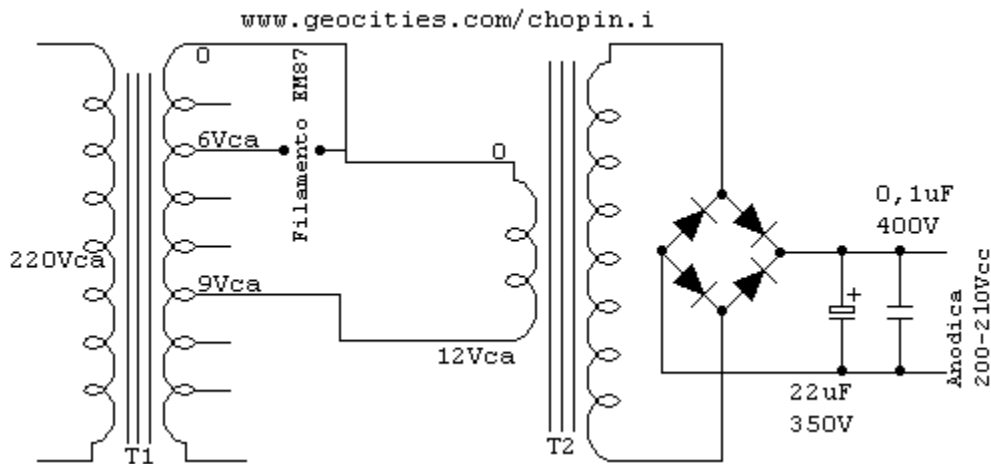 www.geocities.com/chopin.i
0
Filamento EM87
6Vca
0
0,1uF
400V
220Vca
9Vca
+
Anodica
200-210Vcc
12Vca
22uF
350V
T1
T2